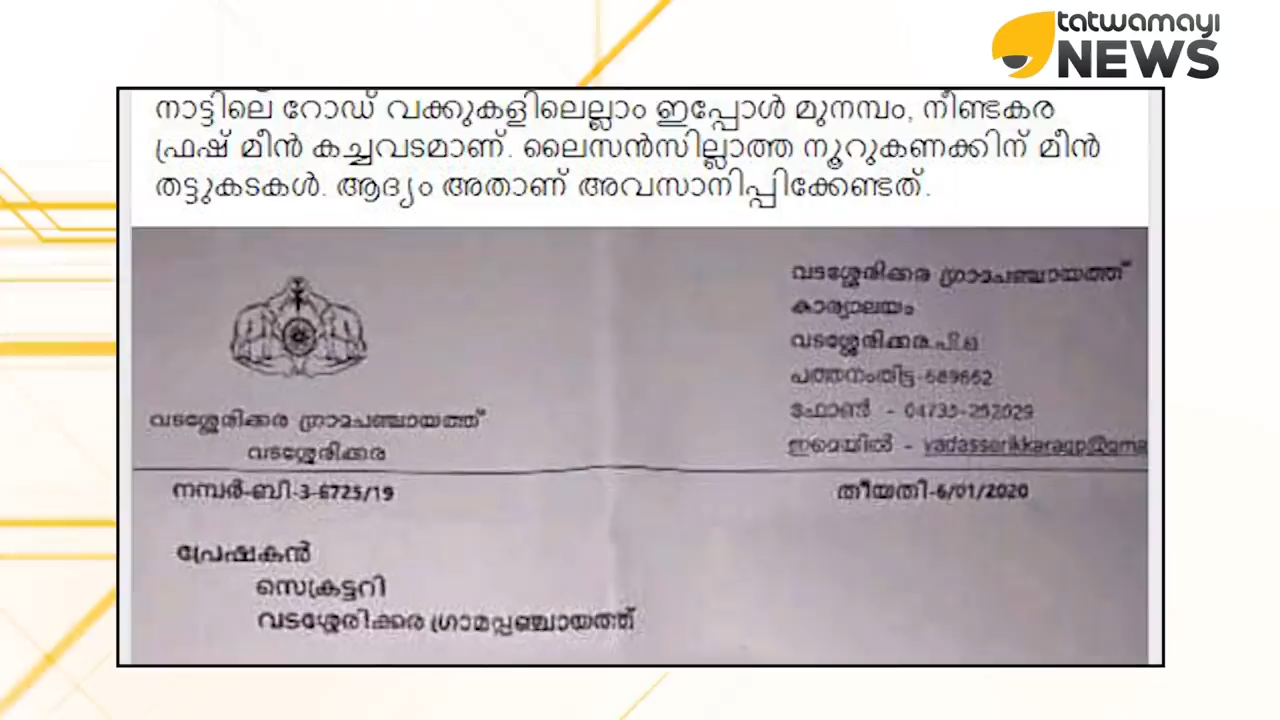 tatwamayi
NEWS
നാട്ടിലെ റോഡ് വക്കുകളിലെല്ലാം ഇപ്പോൾ മുനമ്പം, നീണ്ടകര
ഫ്രഷ് മീൻ കച്ചവടമാണ്. ലൈസൻസില്ലാത്ത നൂറുകണക്കിന് മീൻ
തട്ടുകടകൾ. ആദ്യം അതാണ് അവസാനിപ്പിക്കേണ്ടത്.
വടശ്ശേരിക്കര ഗ്രാമപഞ്ചായത്ത്
വടശ്ശേരിക്കര
വടശ്ശേരിക്കര ഗ്രാമപഞ്ചായത്ത്
കാര്യാലയം
വടശ്ശേരിക്കര.പി.ഒ
പത്തനംതിട്ട-689662
ഫോൺ - 04735-252029
ഇമെയിൽ - vadasserikkaragp@gma
നമ്പർ-ബി-3-6725/19
തീയതി-6/01/2020
പ്രേഷകൻ
സെക്രട്ടറി
വടശ്ശേരിക്കര ഗ്രാമപ്പഞ്ചായത്ത്